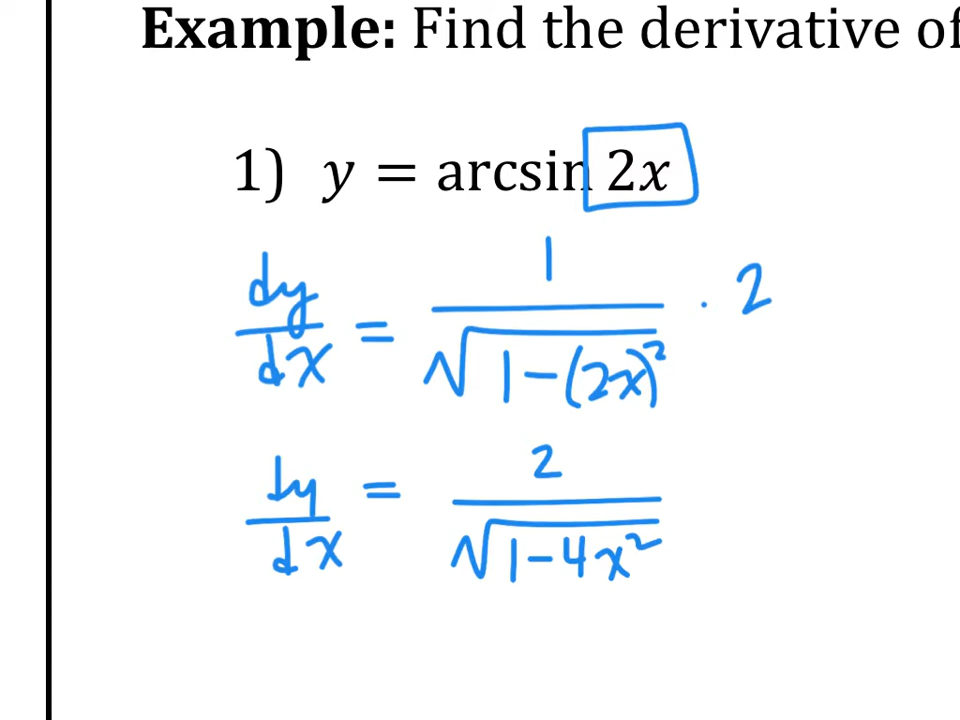 Example: Find the derivative of
1) y = arcsin 2x
dy/dx = 1/√(1-(2x)²) · 2
dy/dx = 2/√(1-4x²)